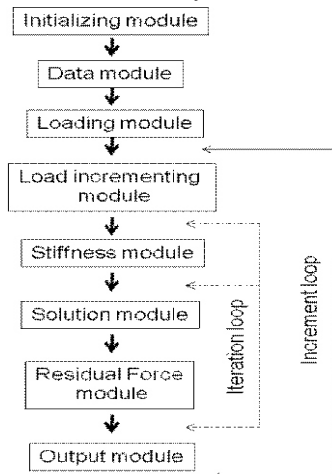 Initializing module
Data module
Loading module
Load incrementing
module
Stiffness module
Solution module
Residual Force
module
Output module
Iteration loop
Increment loop